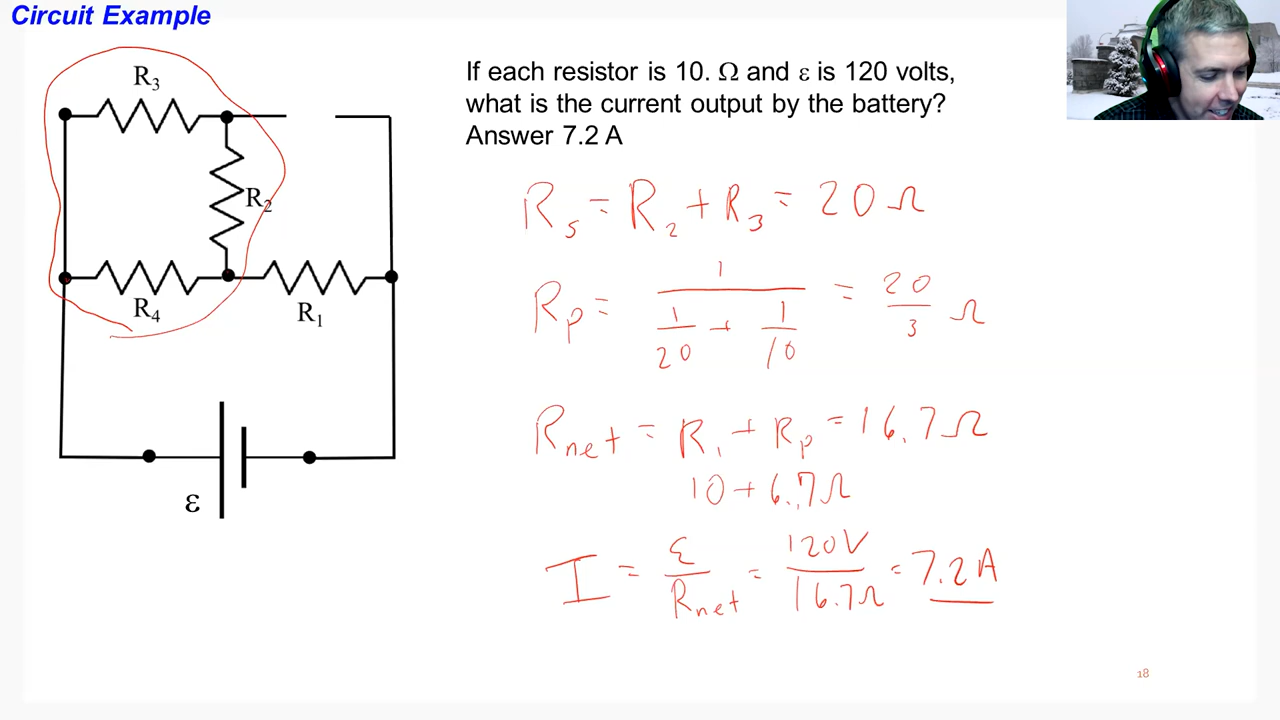 Circuit Example
If each resistor is 10. Ω and ε is 120 volts,
what is the current output by the battery?
Answer 7.2 A
R3
R2
R4
R1
ε
Rs = R2 + R3 = 20 Ω
Rp = 1 / (1/20 + 1/10) = 20/3 Ω
Rnet = R1 + Rp = 16.7 Ω
10 + 6.7 Ω
I = ε/Rnet = 120V/16.7Ω = 7.2 A
18